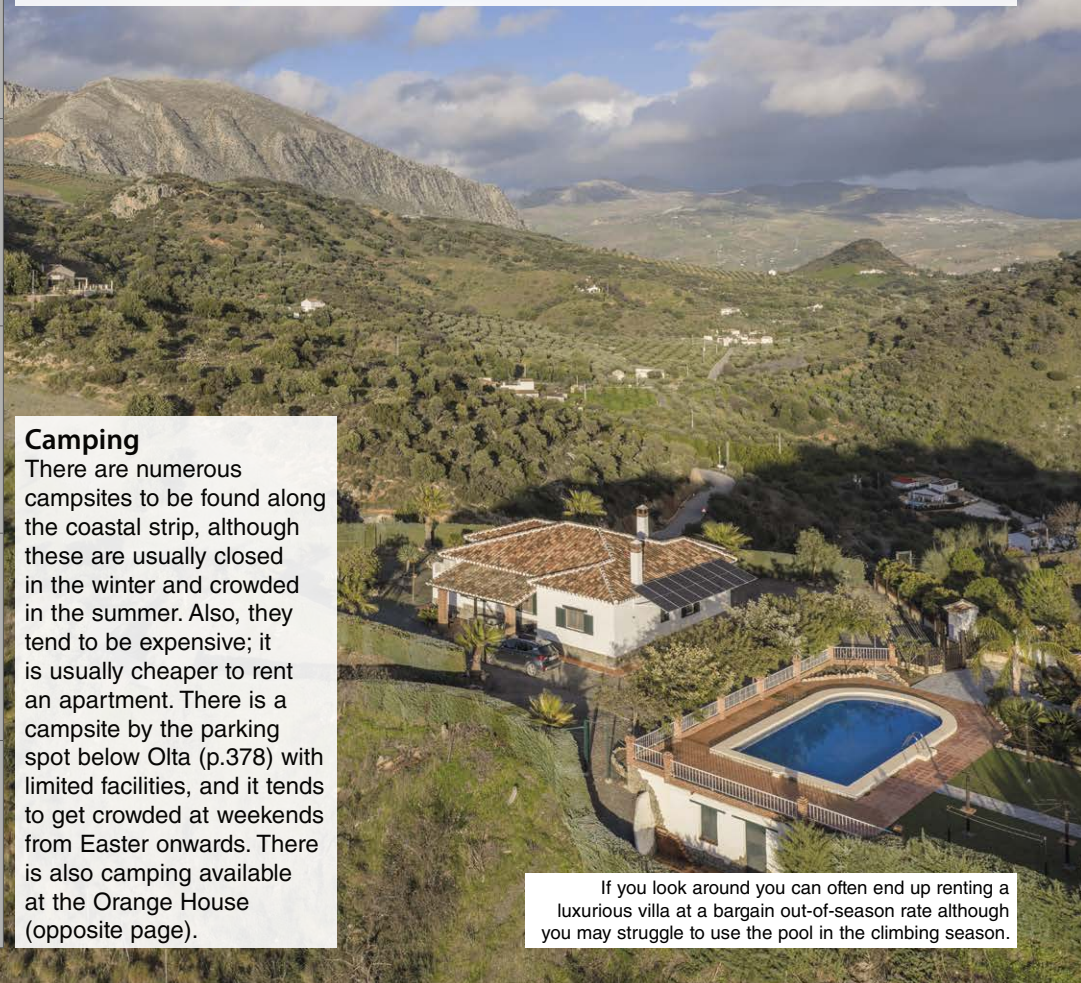 Camping
There are numerous
campsites to be found along
the coastal strip, although
these are usually closed
in the winter and crowded
in the summer. Also, they
tend to be expensive; it
is usually cheaper to rent
an apartment. There is a
campsite by the parking
spot below Olta (p.378) with
limited facilities, and it tends
to get crowded at weekends
from Easter onwards. There
is also camping available
at the Orange House
(opposite page).
If you look around you can often end up renting a
luxurious villa at a bargain out-of-season rate although
you may struggle to use the pool in the climbing season.